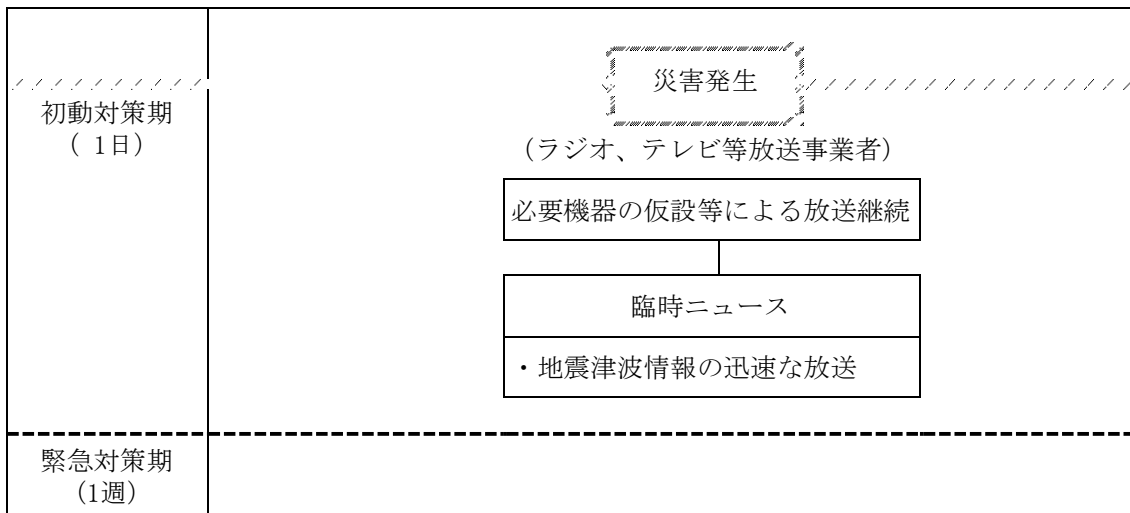 災害発生
初動対策期
( 1日)
(ラジオ、テレビ等放送事業者)
必要機器の仮設等による放送継続
臨時ニュース
・地震津波情報の迅速な放送
緊急対策期
(1週)